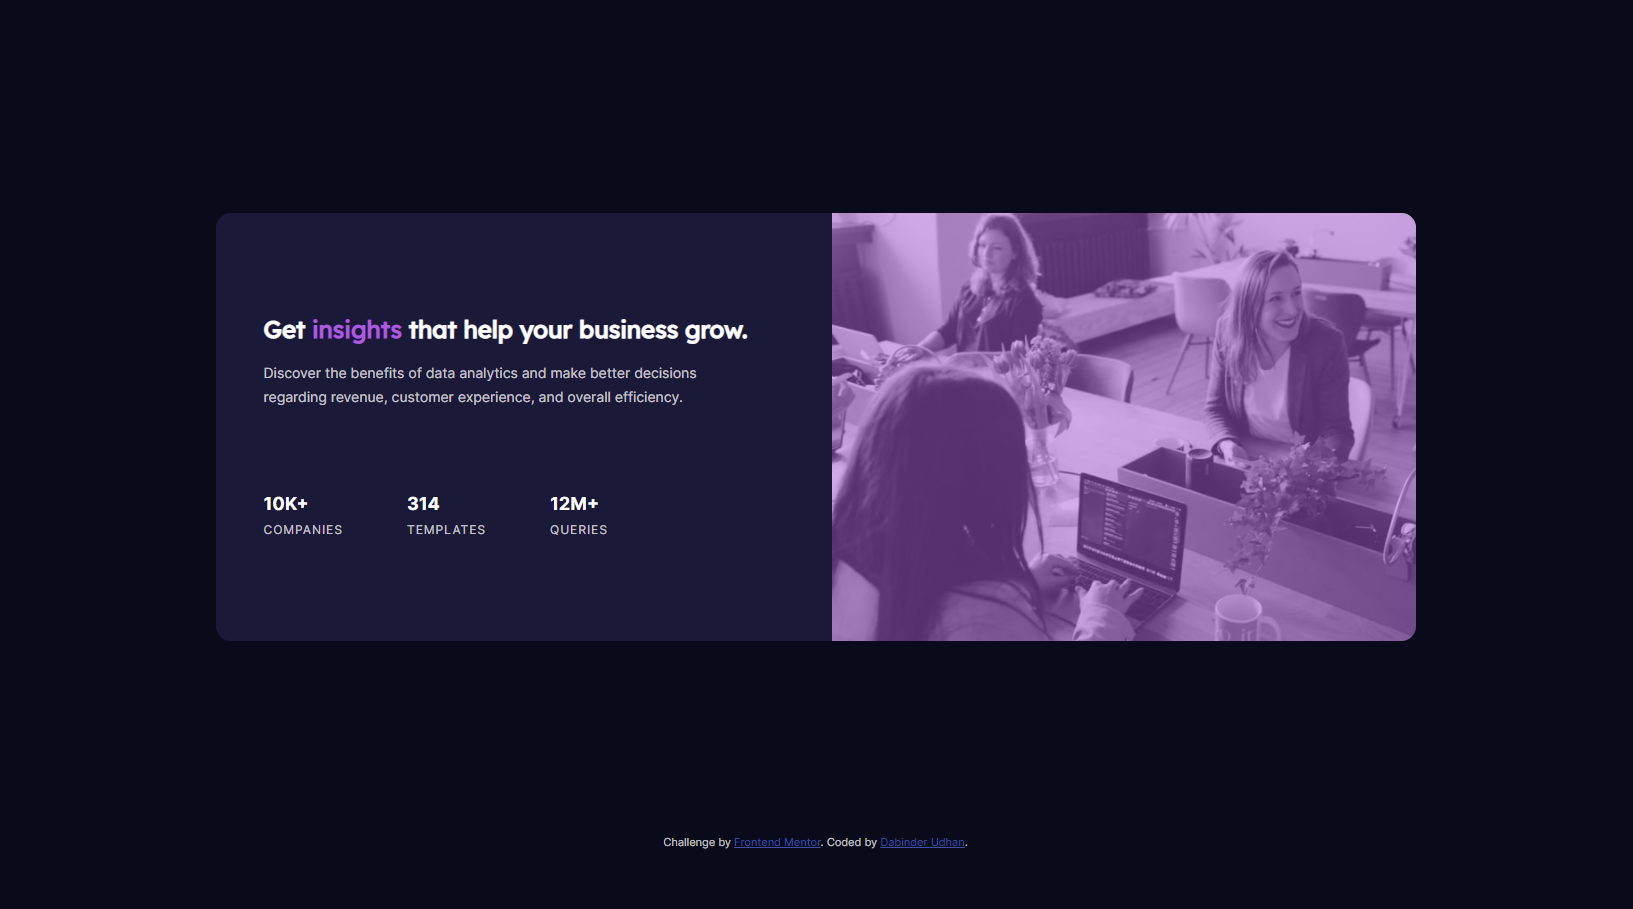 Get insights that help your business grow.
Discover the benefits of data analytics and make better decisions
regarding revenue, customer experience, and overall efficiency.
10K+
COMPANIES
314
TEMPLATES
12M+
QUERIES
Challenge by Frontend Mentor. Coded by Dabinder Udhan.